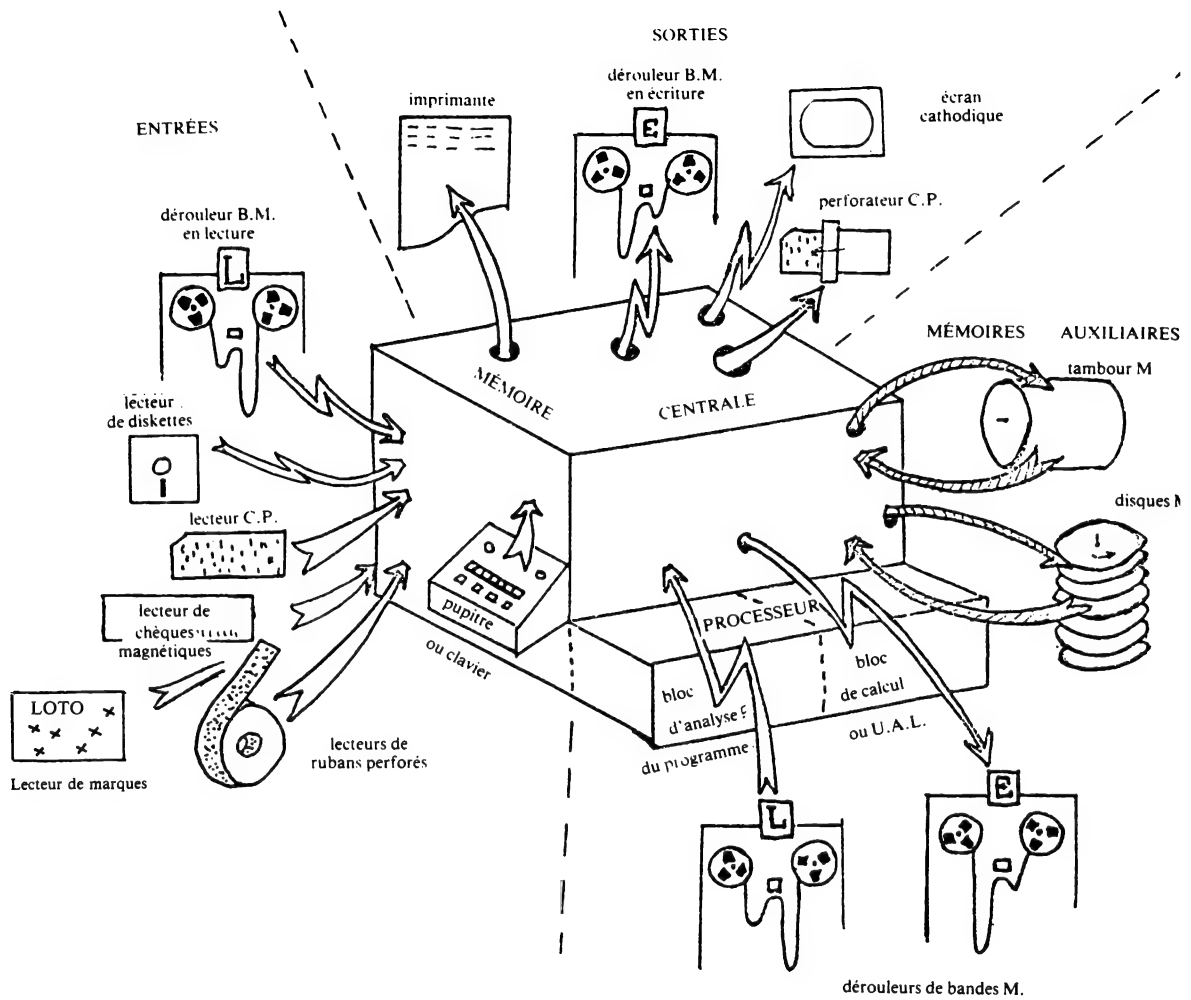 SORTIES
ENTRÉES
imprimante
dérouleur B.M.
en écriture
E
écran
cathodique
perforateur C.P.
dérouleur B.M.
en lecture
L
lecteur
de diskettes
lecteur C.P.
lecteur de
chèques
magnétiques
LOTO
Lecteur de marques
lecteurs de
rubans perforés
pupitre
ou clavier
MÉMOIRE CENTRALE
MÉMOIRES AUXILIAIRES
tambour M
disques M
PROCESSEUR
bloc
d'analyse
du programme
bloc
de calcul
ou U.A.L.
L
E
dérouleurs de bandes M.